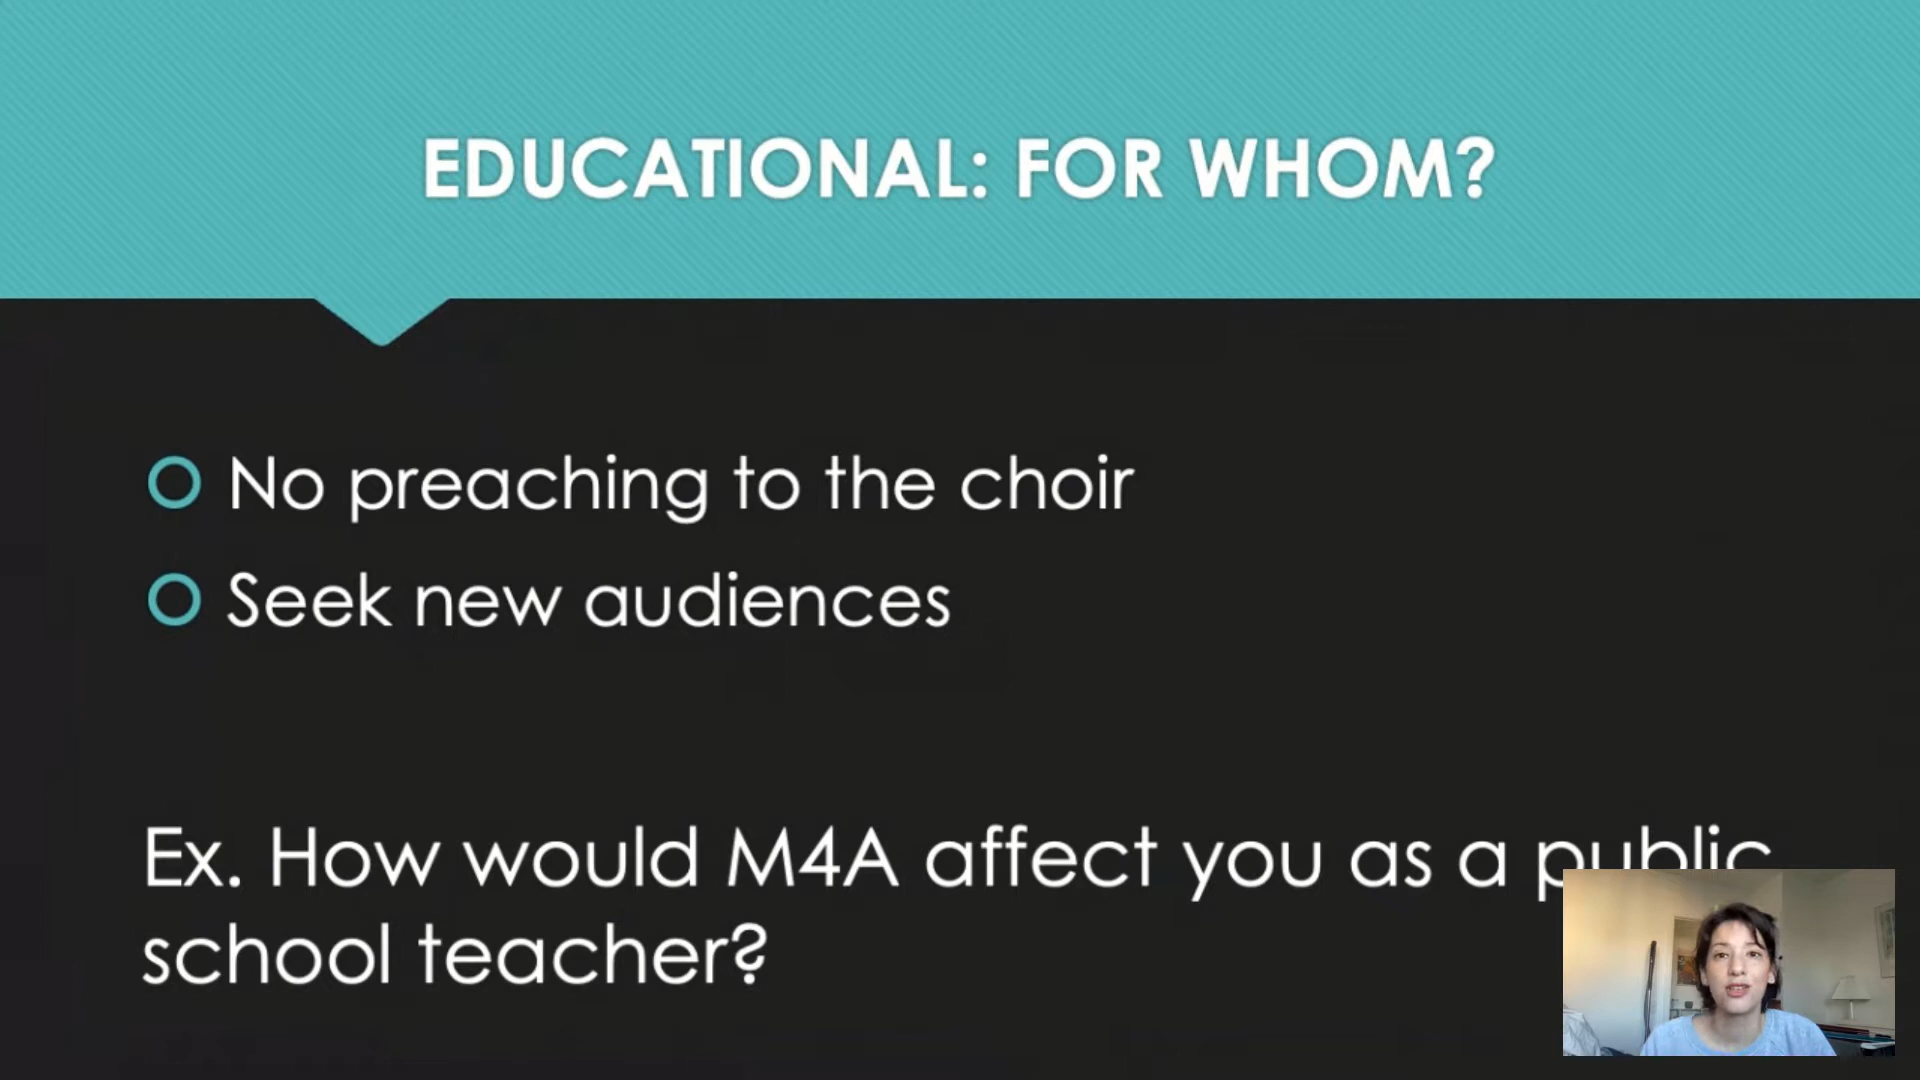 EDUCATIONAL: FOR WHOM?
No preaching to the choir
Seek new audiences
Ex. How would M4A affect you as a public
school teacher?